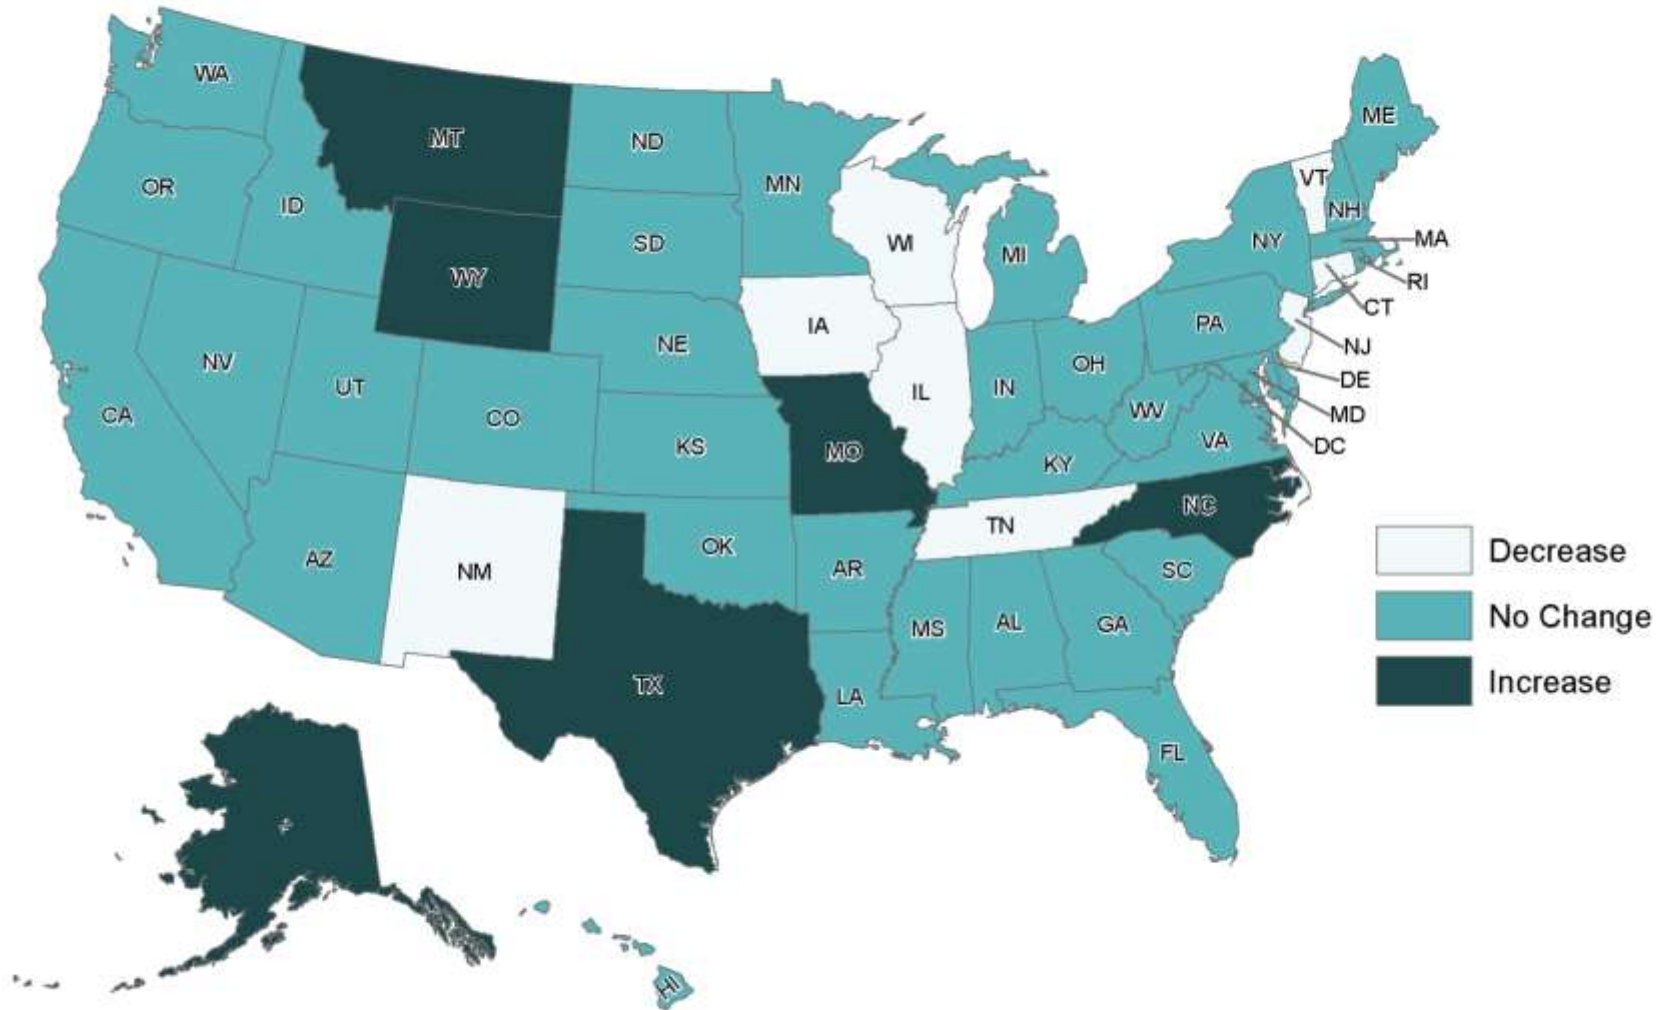 WA
MT
ND
ME
OR
ID
MN
VT
NH
SD
WI
MI
NY
MA
WY
RI
CT
IA
PA
NE
NJ
NV
OH
DE
UT
IN
IL
WV
MD
CA
CO
DC
KS
MO
KY
VA
NC
TN
OK
AZ
NM
AR
SC
MS
AL
GA
TX
LA
FL
HI
Decrease
No Change
Increase